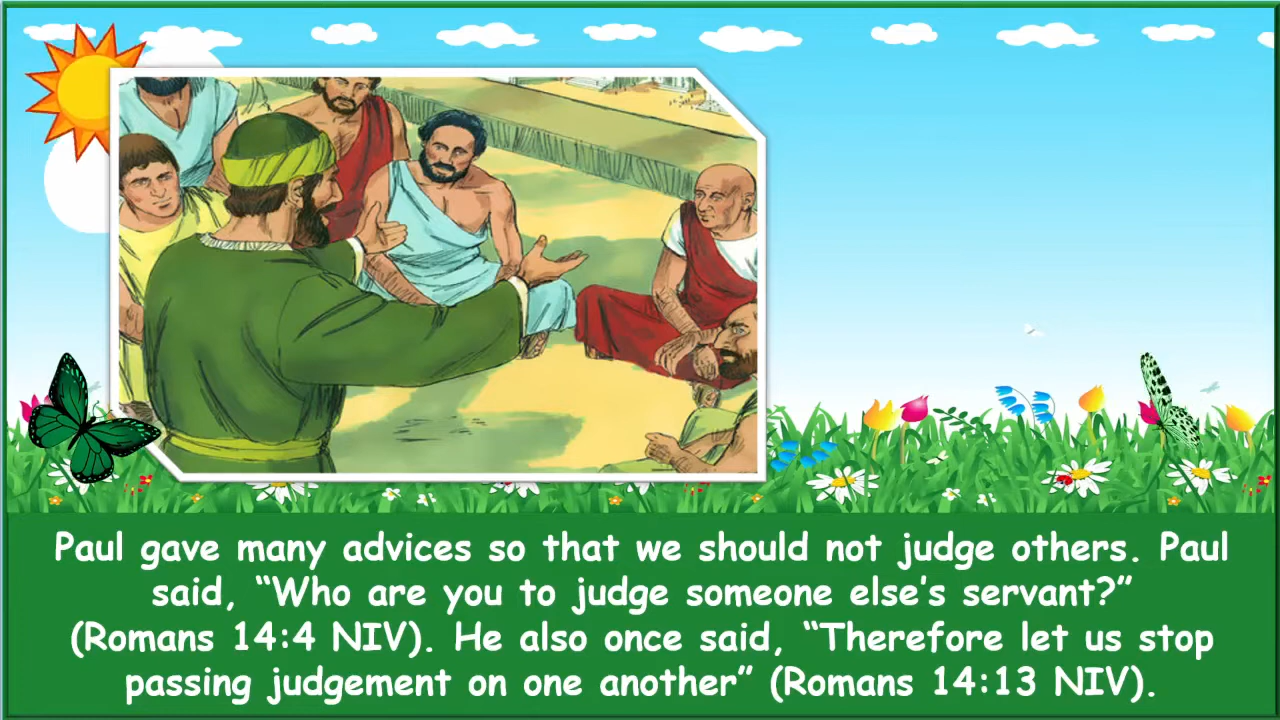 Paul gave many advices so that we should not judge others. Paul
said, “Who are you to judge someone else’s servant?”
(Romans 14:4 NIV). He also once said, “Therefore let us stop
passing judgement on one another” (Romans 14:13 NIV).